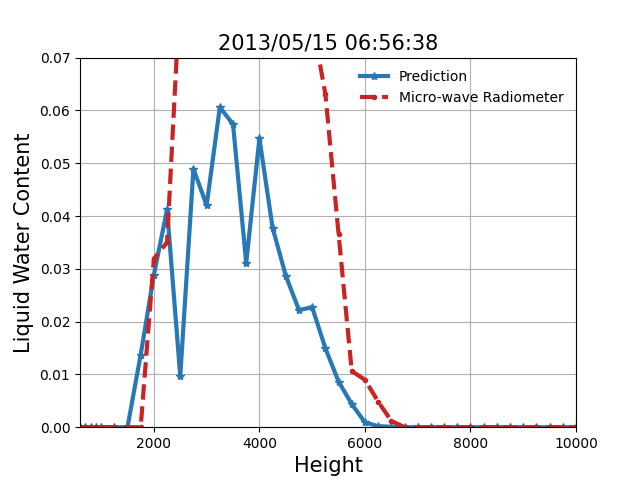 2013/05/15 06:56:38
0.07
0.06
0.05
0.04
0.03
0.02
0.01
0.00
Liquid Water Content
Prediction
Micro-wave Radiometer
2000 4000 6000 8000 10000
Height